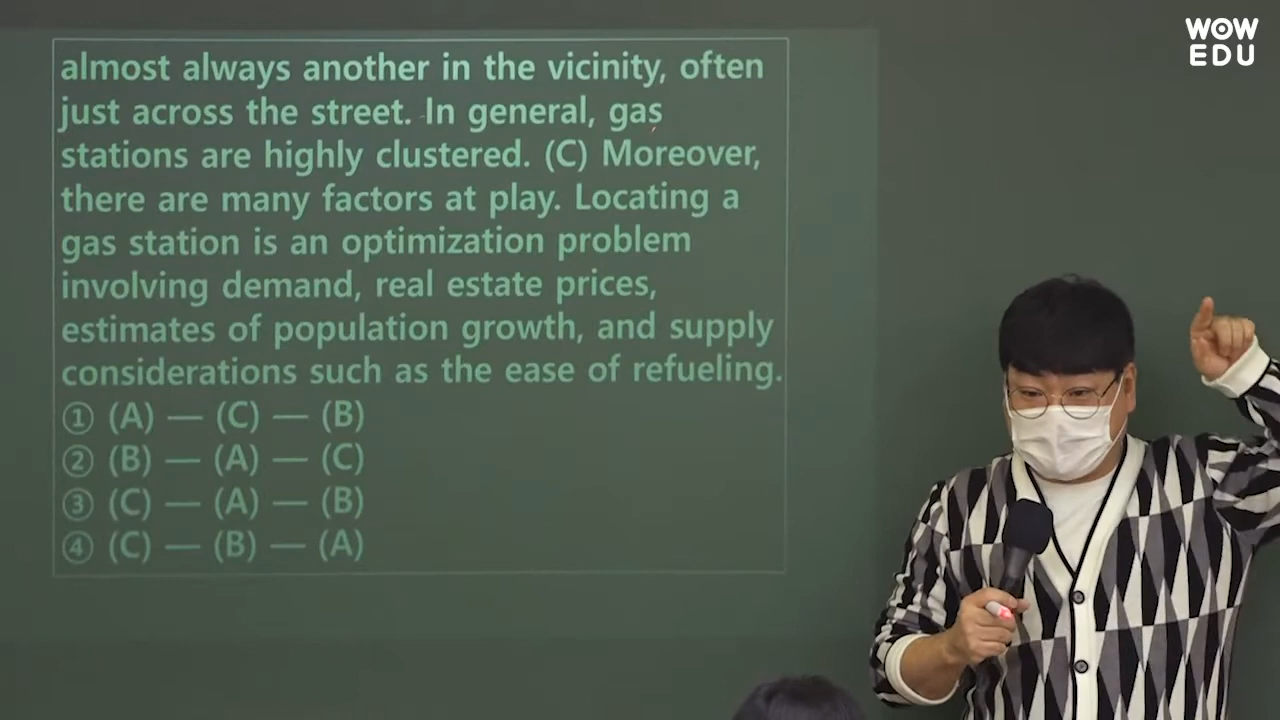 WOW
EDU
almost always another in the vicinity, often
just across the street. In general, gas
stations are highly clustered. (C) Moreover,
there are many factors at play. Locating a
gas station is an optimization problem
involving demand, real estate prices,
estimates of population growth, and supply
considerations such as the ease of refueling.
① (A) — (C) — (B)
② (B) — (A) — (C)
③ (C) — (A) — (B)
④ (C) — (B) — (A)